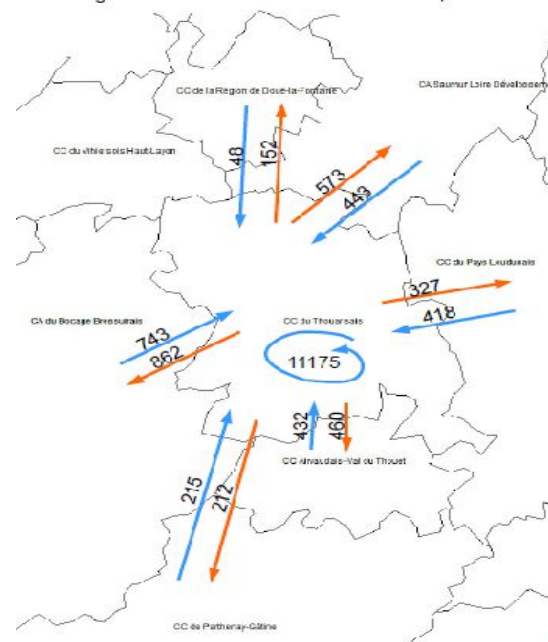 CC de la Région de Doué-la-Fontaine
CA Saumur Loire Développement
CC du Vihiersois Haut-Layon
48
152
573
443
CC du Pays Loudunais
327
418
CA du Bocage Bressuirais
743
862
CC du Thouarsais
11175
432
460
CC Airvaudais-Val du Thouet
215
212
CC de Parthenay-Gâtine